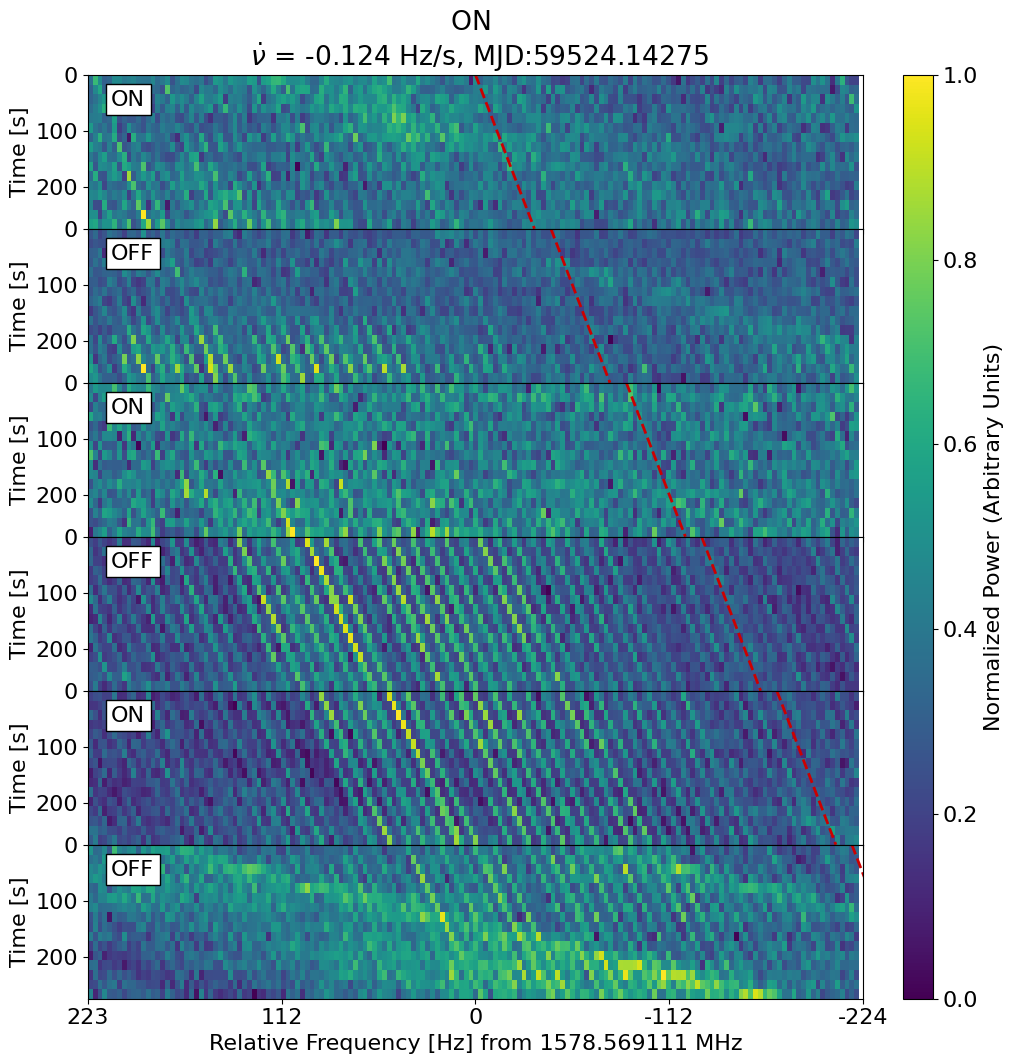 ON
ν̇ = -0.124 Hz/s, MJD:59524.14275
0
100
200
Time [s]
ON
0
100
200
Time [s]
OFF
0
100
200
Time [s]
ON
0
100
200
Time [s]
OFF
0
100
200
Time [s]
ON
0
100
200
Time [s]
OFF
223
112
0
-112
-224
Relative Frequency [Hz] from 1578.569111 MHz
1.0
0.8
0.6
0.4
0.2
0.0
Normalized Power (Arbitrary Units)